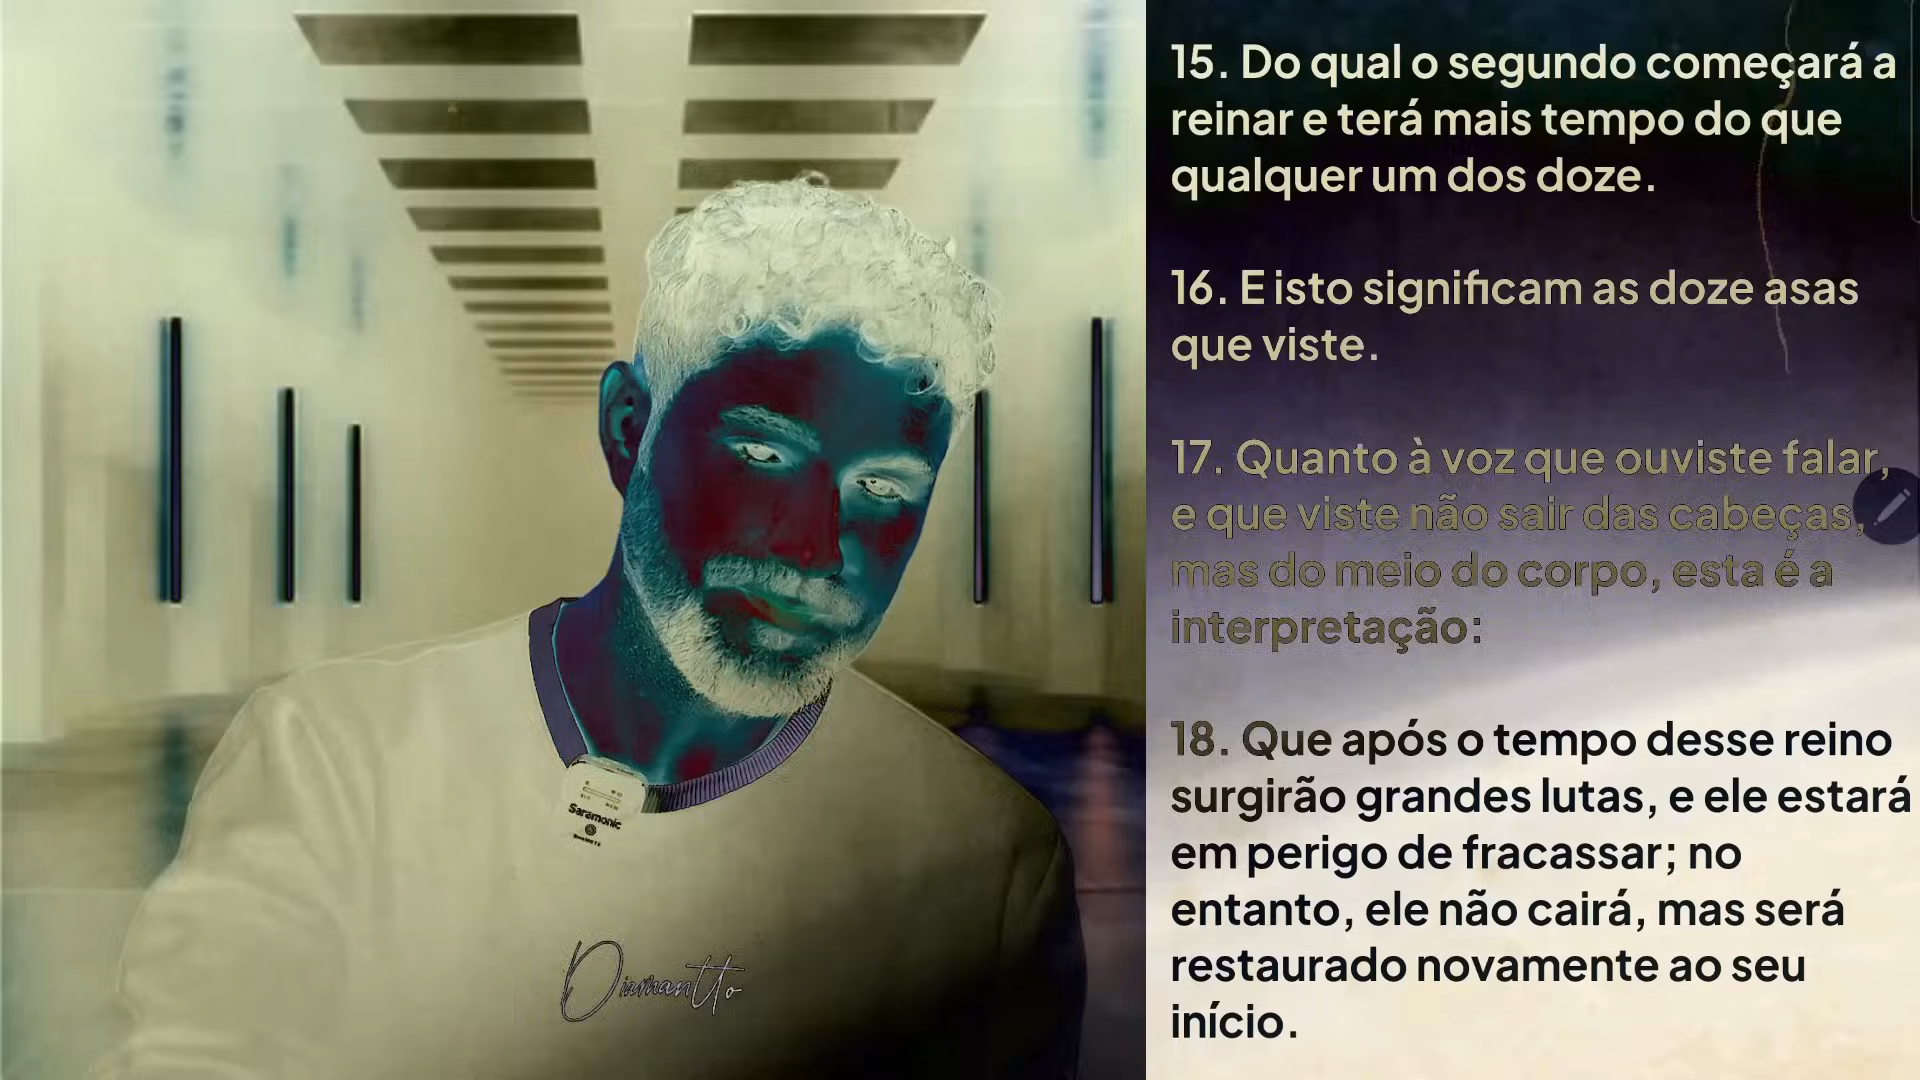 15. Do qual o segundo começará a
reinar e terá mais tempo do que
qualquer um dos doze.
16. E isto significam as doze asas
que viste.
17. Quanto à voz que ouviste falar,
e que viste não sair das cabeças,
mas do meio do corpo, esta é a
interpretação:
18. Que após o tempo desse reino
surgirão grandes lutas, e ele estará
em perigo de fracassar; no
entanto, ele não cairá, mas será
restaurado novamente ao seu
início.
Saramonic
Diamantto